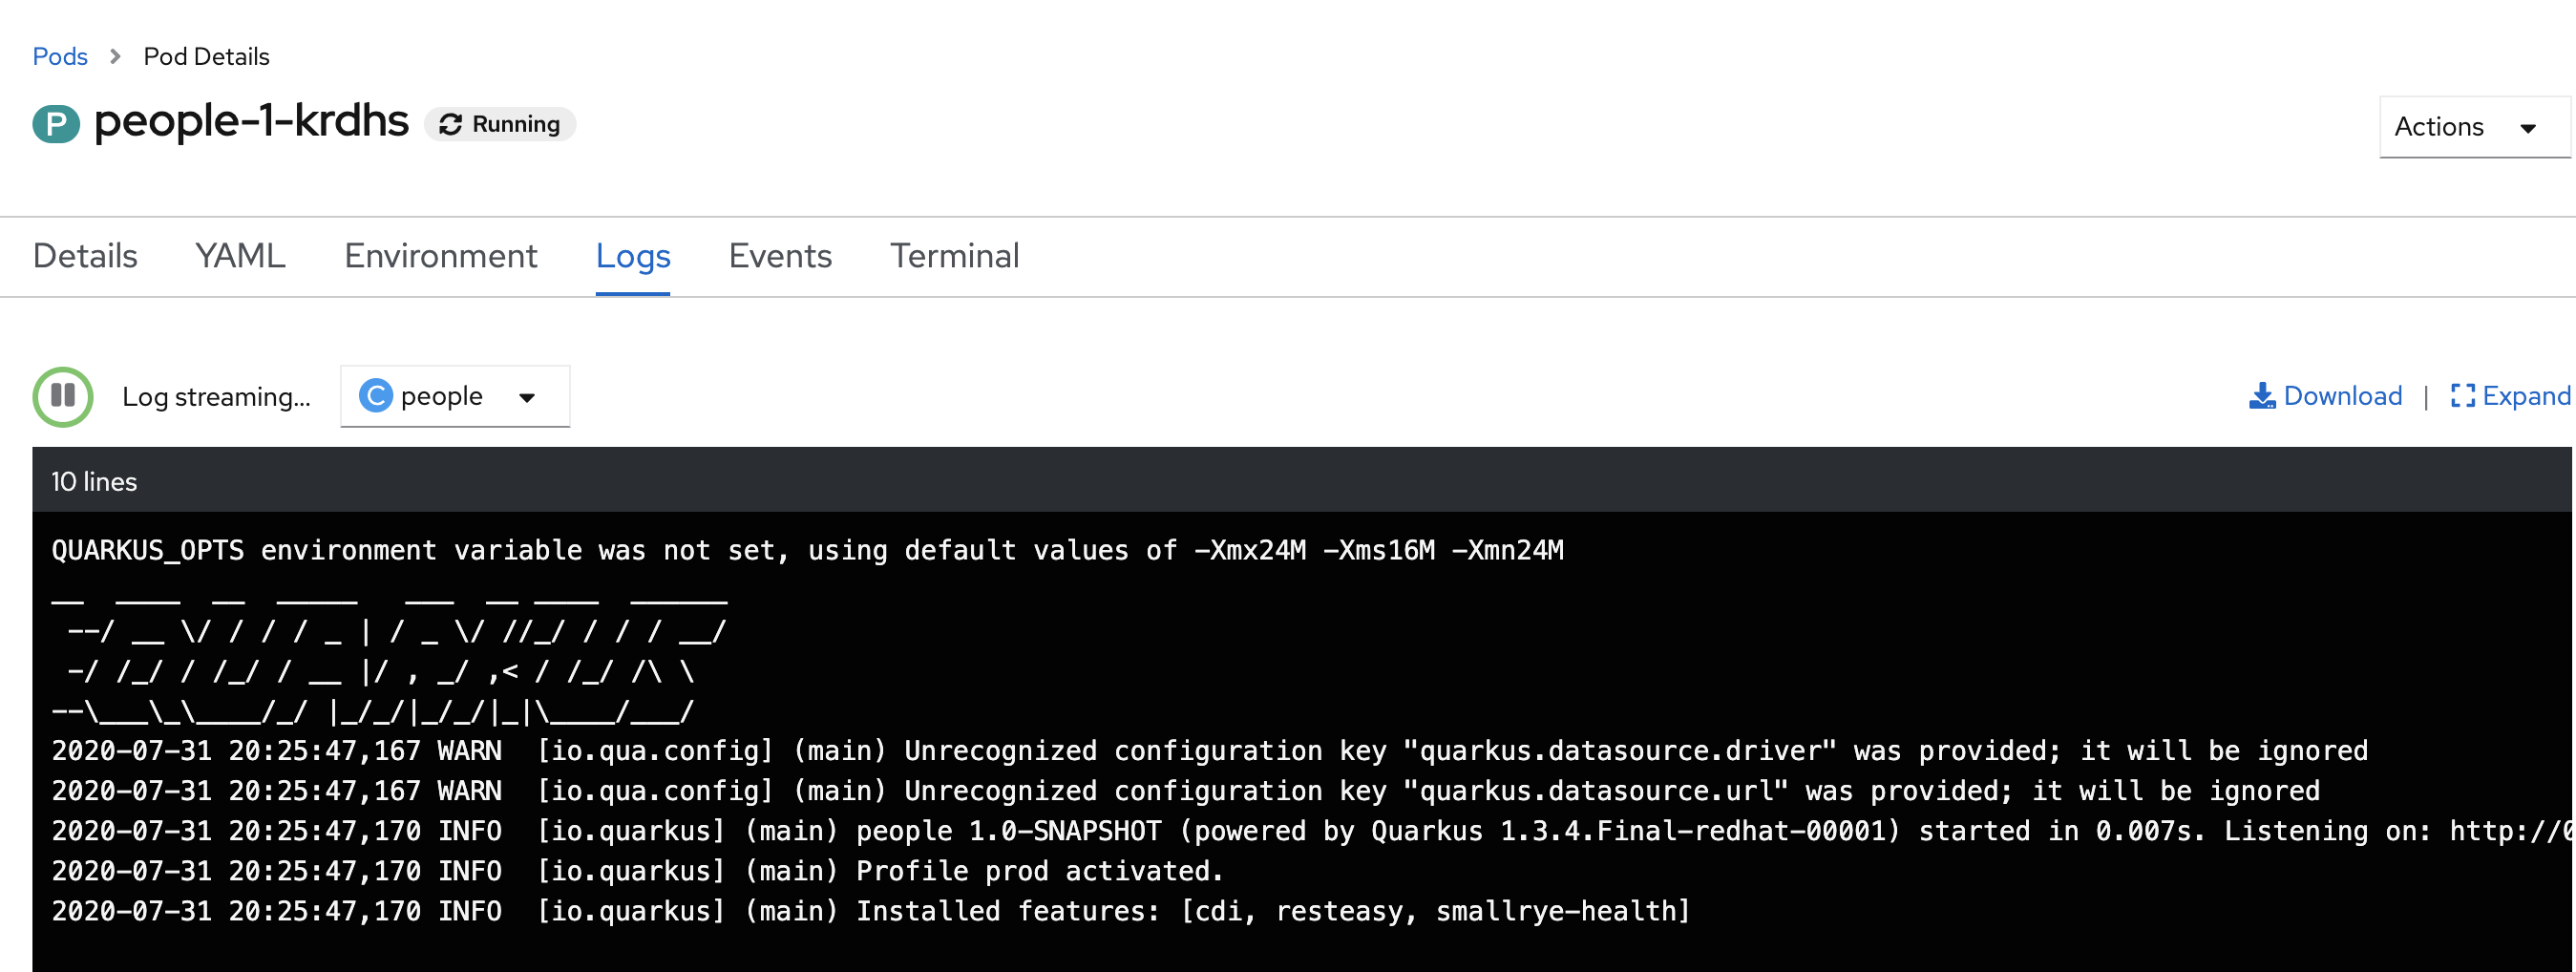 Pods > Pod Details
P people-1-krdhs Running
Actions
Details YAML Environment Logs Events Terminal
Log streaming... C people
Download | Expand
10 lines
QUARKUS_OPTS environment variable was not set, using default values of -Xmx24M -Xms16M -Xmn24M
__  ____  __  _____   ___  __ ____  ______
 --/ __ \/ / / / _ | / _ \/ //_/ / / / __/
 -/ /_/ / /_/ / __ |/ , _/ ,< / /_/ /\ \
--\___\_\____/_/ |_/_/|_/_/|_|\____/___/
2020-07-31 20:25:47,167 WARN  [io.qua.config] (main) Unrecognized configuration key "quarkus.datasource.driver" was provided; it will be ignored
2020-07-31 20:25:47,167 WARN  [io.qua.config] (main) Unrecognized configuration key "quarkus.datasource.url" was provided; it will be ignored
2020-07-31 20:25:47,170 INFO  [io.quarkus] (main) people 1.0-SNAPSHOT (powered by Quarkus 1.3.4.Final-redhat-00001) started in 0.007s. Listening on: http://
2020-07-31 20:25:47,170 INFO  [io.quarkus] (main) Profile prod activated.
2020-07-31 20:25:47,170 INFO  [io.quarkus] (main) Installed features: [cdi, resteasy, smallrye-health]